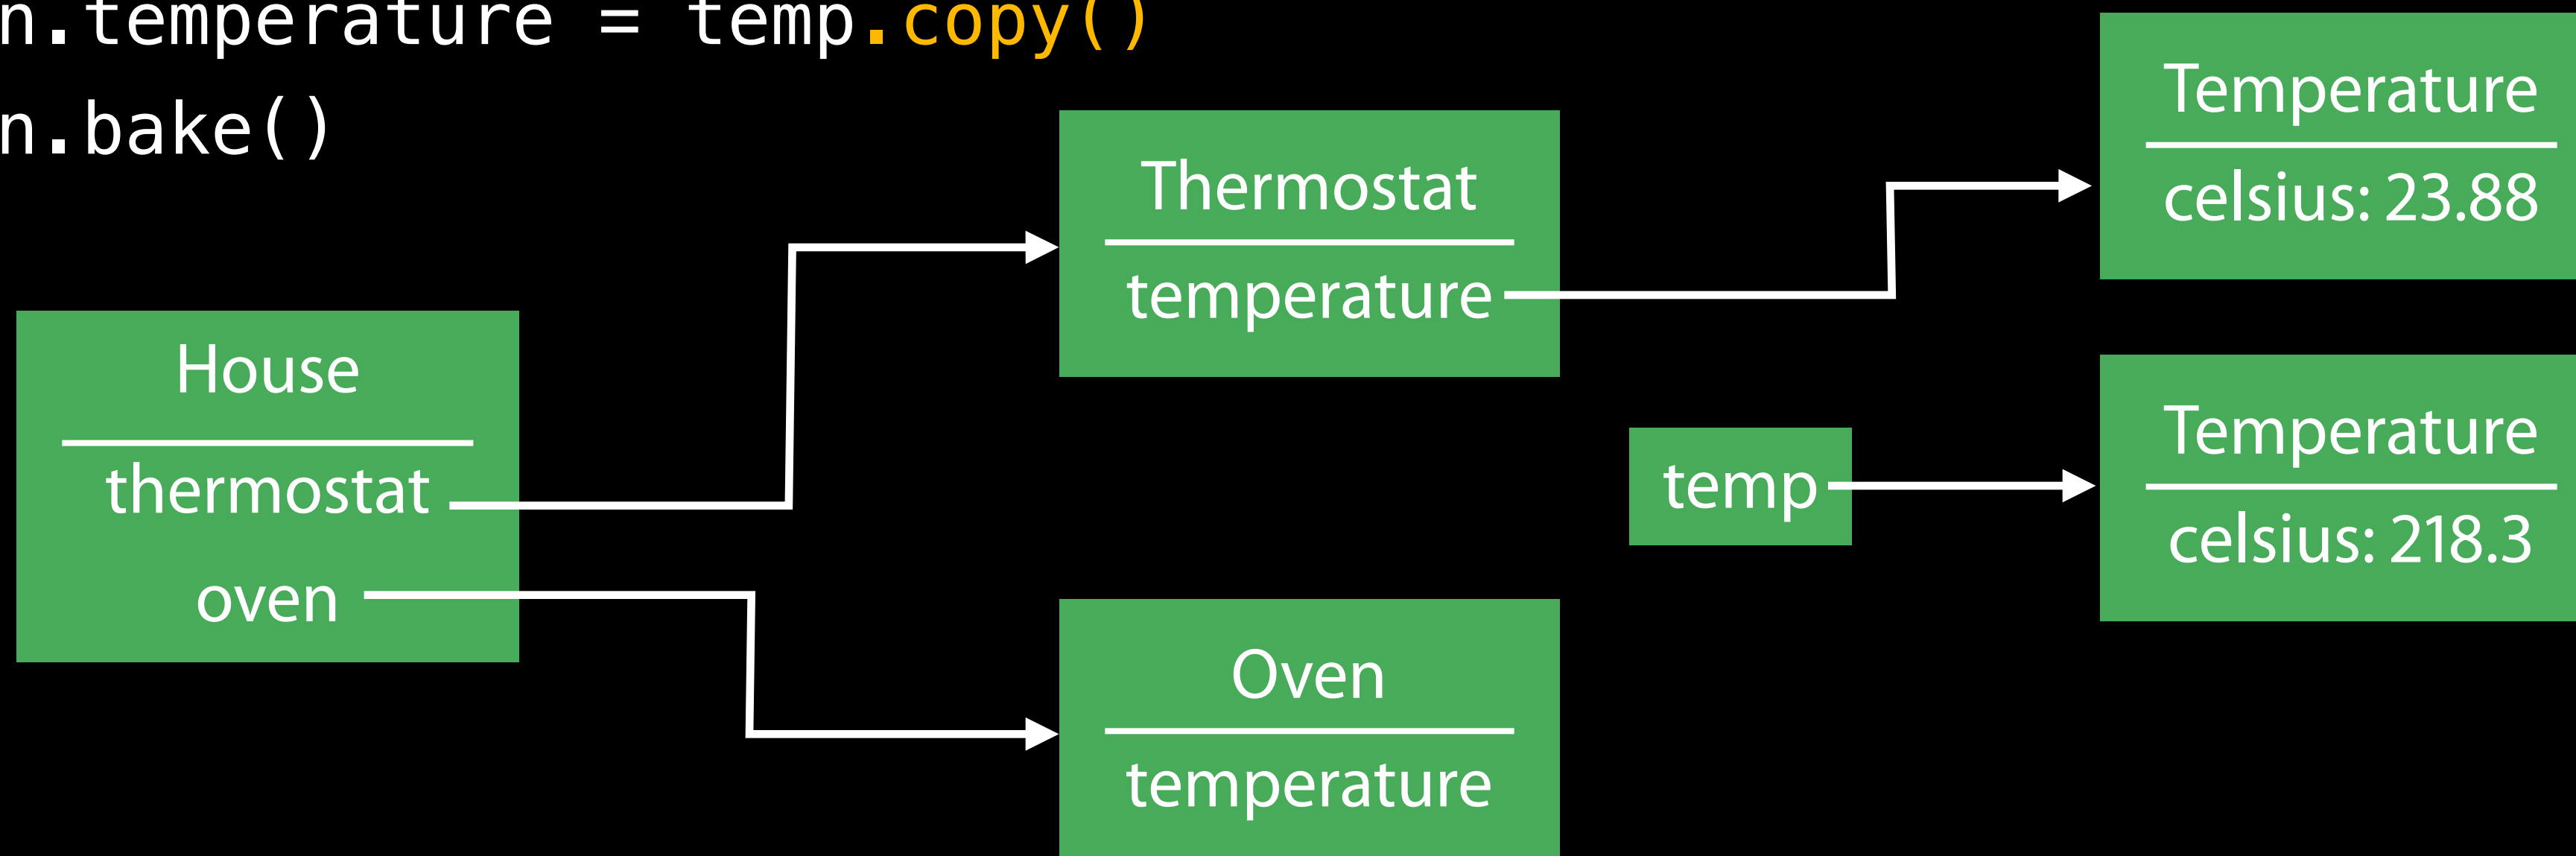 n.temperature = temp.copy()
n.bake()
House
thermostat
oven
Thermostat
temperature
Oven
temperature
temp
Temperature
celsius: 23.88
Temperature
celsius: 218.3